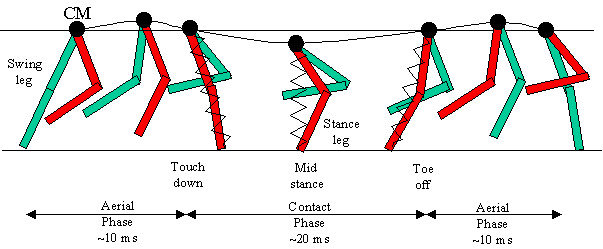 CM
Swing
leg
Stance
leg
Touch
down
Mid
stance
Toe
off
Aerial
Phase
~10 ms
Contact
Phase
~20 ms
Aerial
Phase
~10 ms